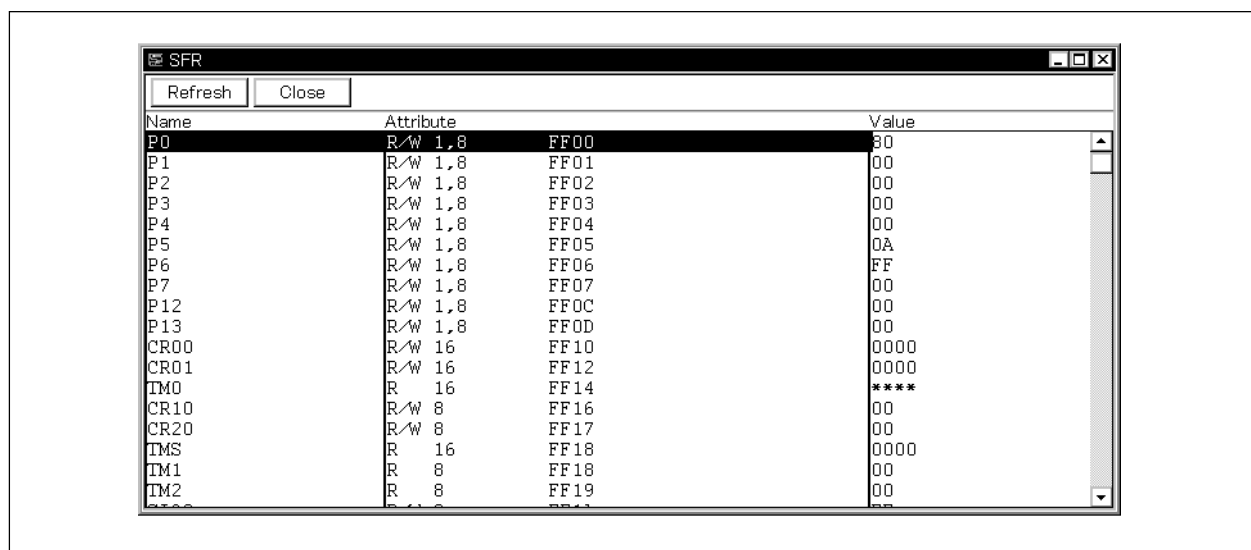 SFR
Refresh Close
Name Attribute Value
P0 R/W 1,8 FF00 80
P1 R/W 1,8 FF01 00
P2 R/W 1,8 FF02 00
P3 R/W 1,8 FF03 00
P4 R/W 1,8 FF04 00
P5 R/W 1,8 FF05 0A
P6 R/W 1,8 FF06 FF
P7 R/W 1,8 FF07 00
P12 R/W 1,8 FF0C 00
P13 R/W 1,8 FF0D 00
CR00 R/W 16 FF10 0000
CR01 R/W 16 FF12 0000
TM0 R 16 FF14 ****
CR10 R/W 8 FF16 00
CR20 R/W 8 FF17 00
TMS R 16 FF18 0000
TM1 R 8 FF18 00
TM2 R 8 FF19 00